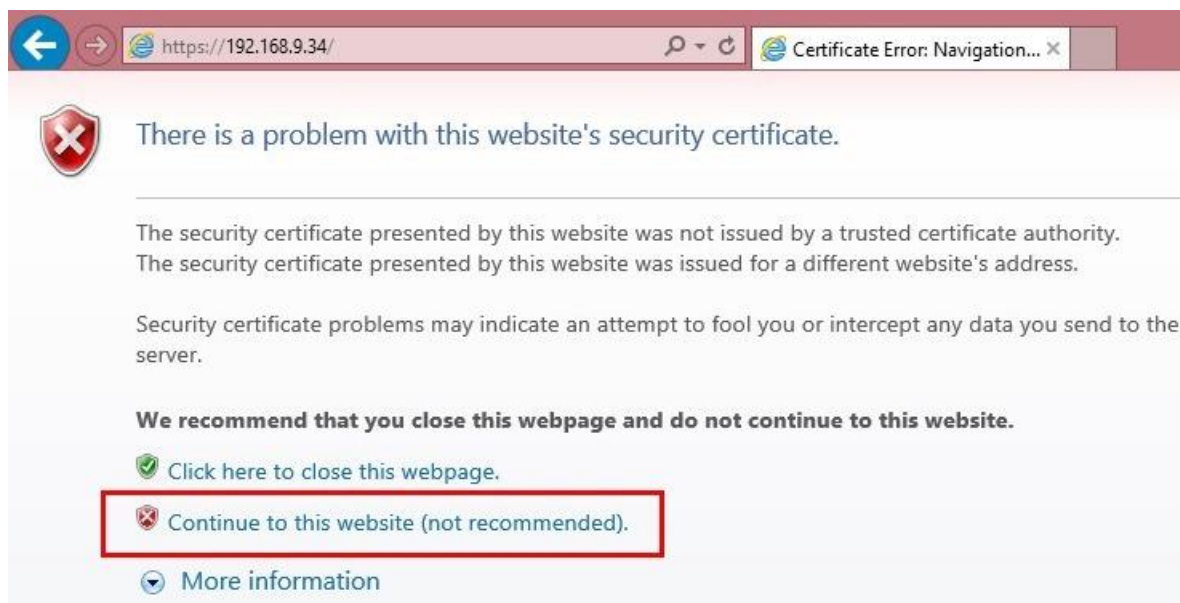 https://192.168.9.34/
Certificate Error: Navigation...
There is a problem with this website's security certificate.
The security certificate presented by this website was not issued by a trusted certificate authority.
The security certificate presented by this website was issued for a different website's address.
Security certificate problems may indicate an attempt to fool you or intercept any data you send to the
server.
We recommend that you close this webpage and do not continue to this website.
Click here to close this webpage.
Continue to this website (not recommended).
More information